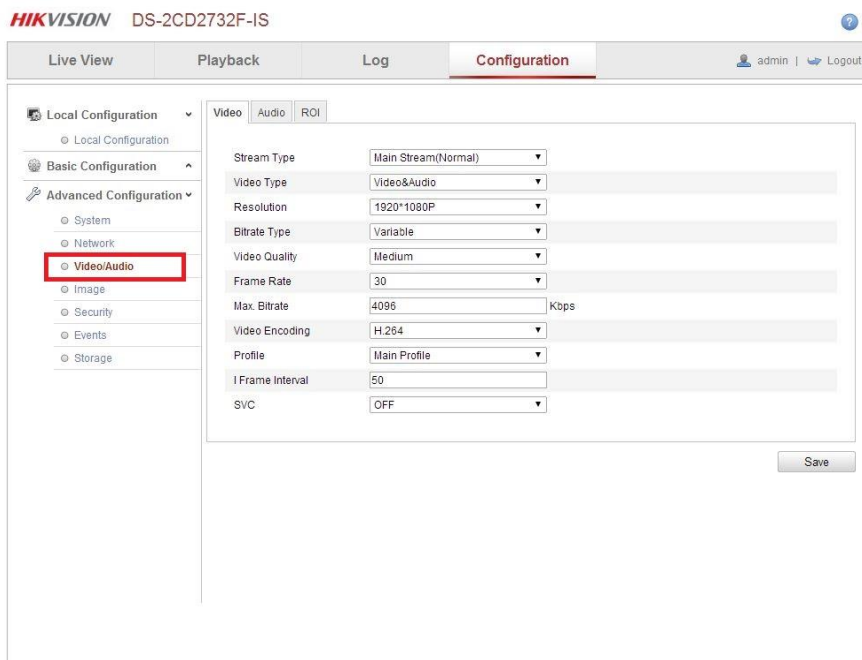 HIKVISION DS-2CD2732F-IS
Live View Playback Log Configuration admin | Logout
Local Configuration
Local Configuration
Basic Configuration
Advanced Configuration
System
Network
Video/Audio
Image
Security
Events
Storage
Video Audio ROI
Stream Type Main Stream(Normal)
Video Type Video&Audio
Resolution 1920*1080P
Bitrate Type Variable
Video Quality Medium
Frame Rate 30
Max. Bitrate 4096 Kbps
Video Encoding H.264
Profile Main Profile
I Frame Interval 50
SVC OFF
Save